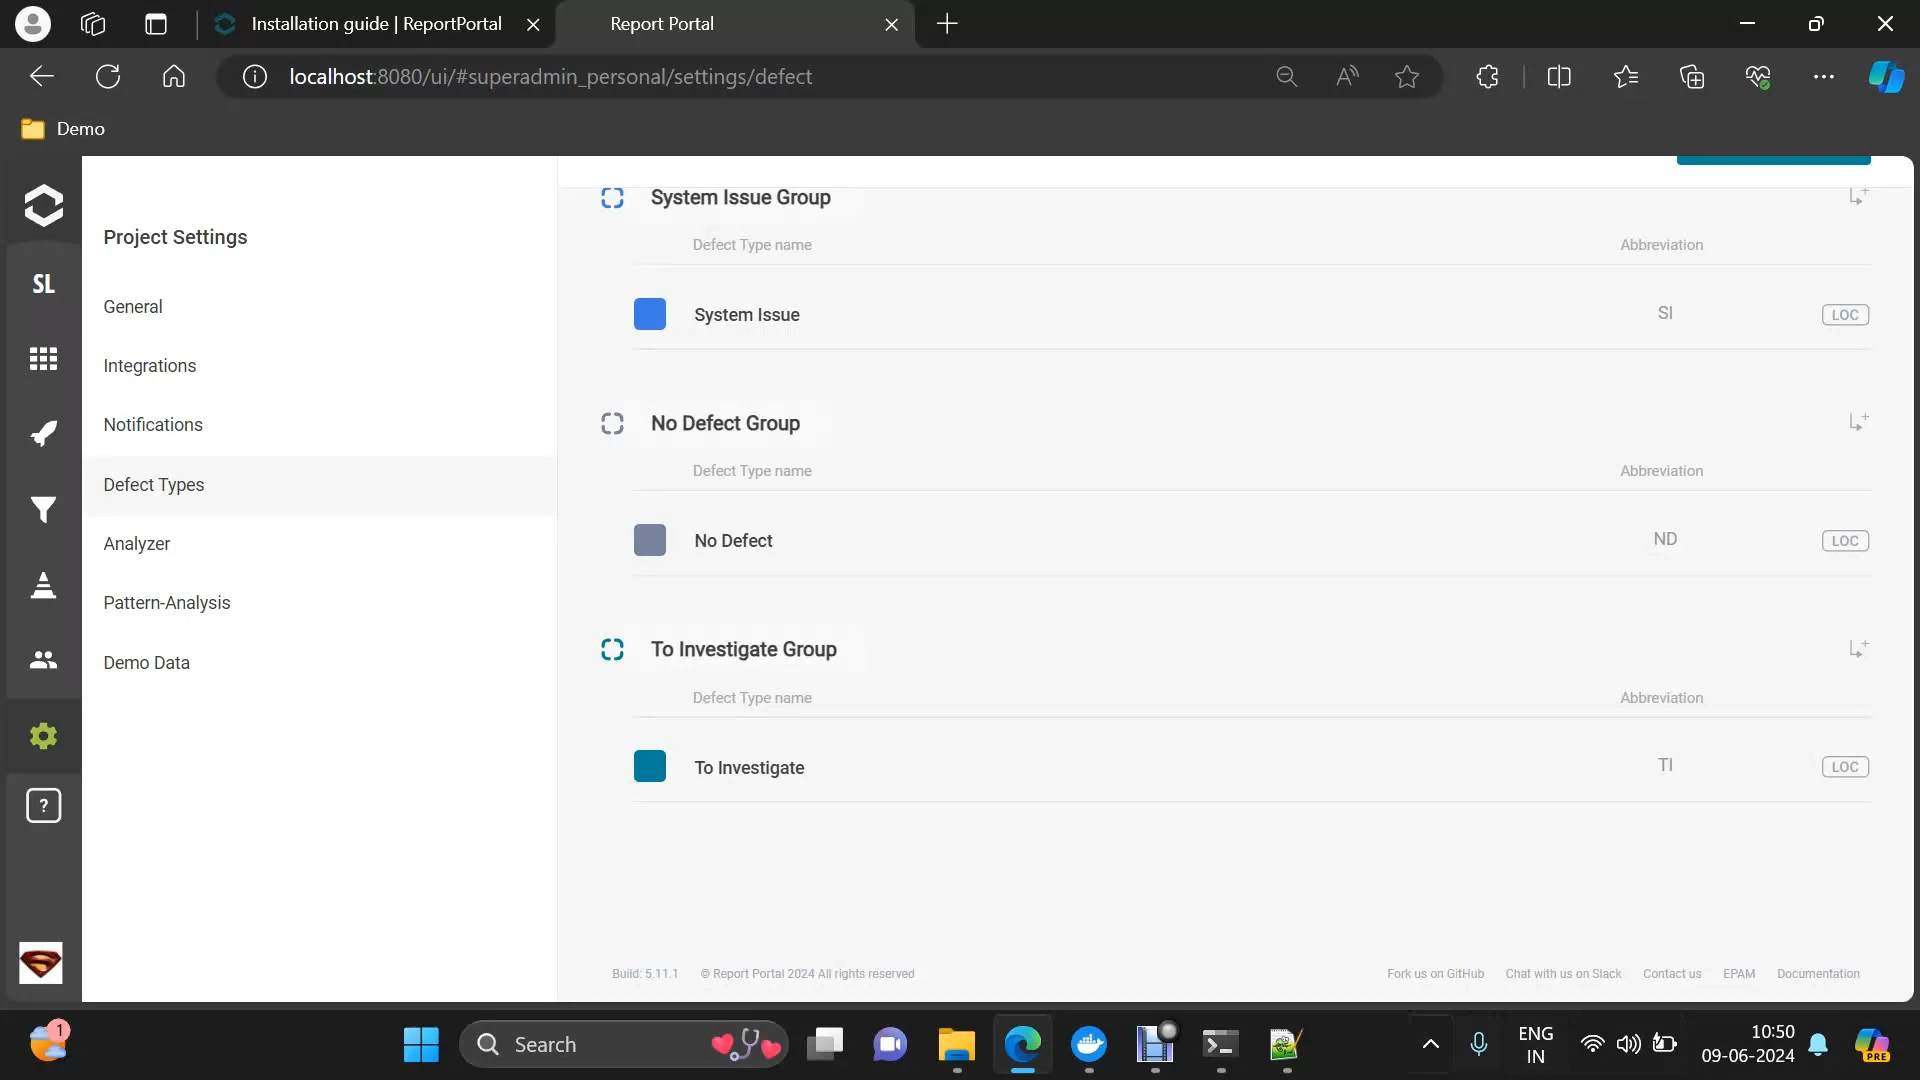 Installation guide | ReportPortal
Report Portal
localhost:8080/ui/#superadmin_personal/settings/defect
Demo
SL
Project Settings
General
Integrations
Notifications
Defect Types
Analyzer
Pattern-Analysis
Demo Data
System Issue Group
Defect Type name
Abbreviation
System Issue
SI
LOC
No Defect Group
Defect Type name
Abbreviation
No Defect
ND
LOC
To Investigate Group
Defect Type name
Abbreviation
To Investigate
TI
LOC
?
Build: 5.11.1
© Report Portal 2024 All rights reserved
Fork us on GitHub
Chat with us on Slack
Contact us
EPAM
Documentation
1
Search
ENG
IN
10:50
09-06-2024
PRE